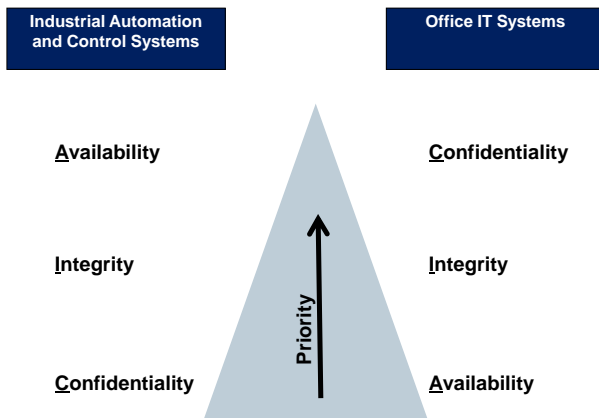 Industrial Automation
and Control Systems
Office IT Systems
Availability
Confidentiality
Integrity
Integrity
Priority
Confidentiality
Availability